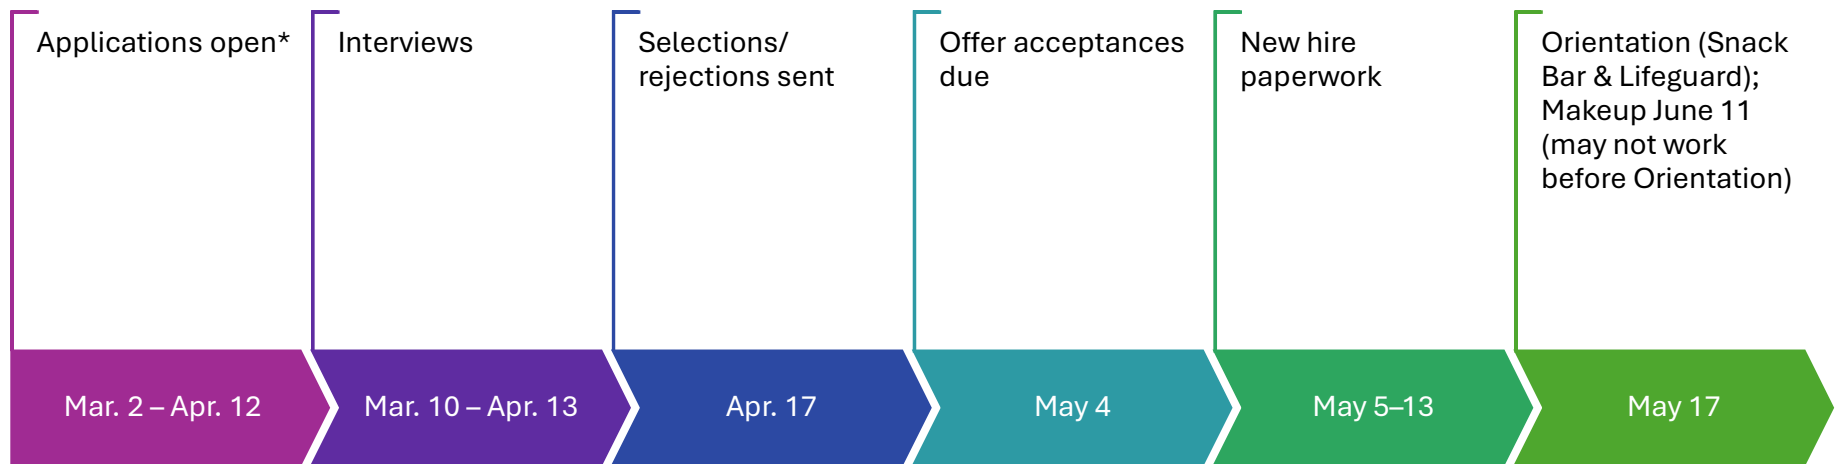 Applications open*
Interviews
Selections/
rejections sent
Offer acceptances
due
New hire
paperwork
Orientation (Snack
Bar & Lifeguard);
Makeup June 11
(may not work
before Orientation)
Mar. 2 – Apr. 12
Mar. 10 – Apr. 13
Apr. 17
May 4
May 5–13
May 17